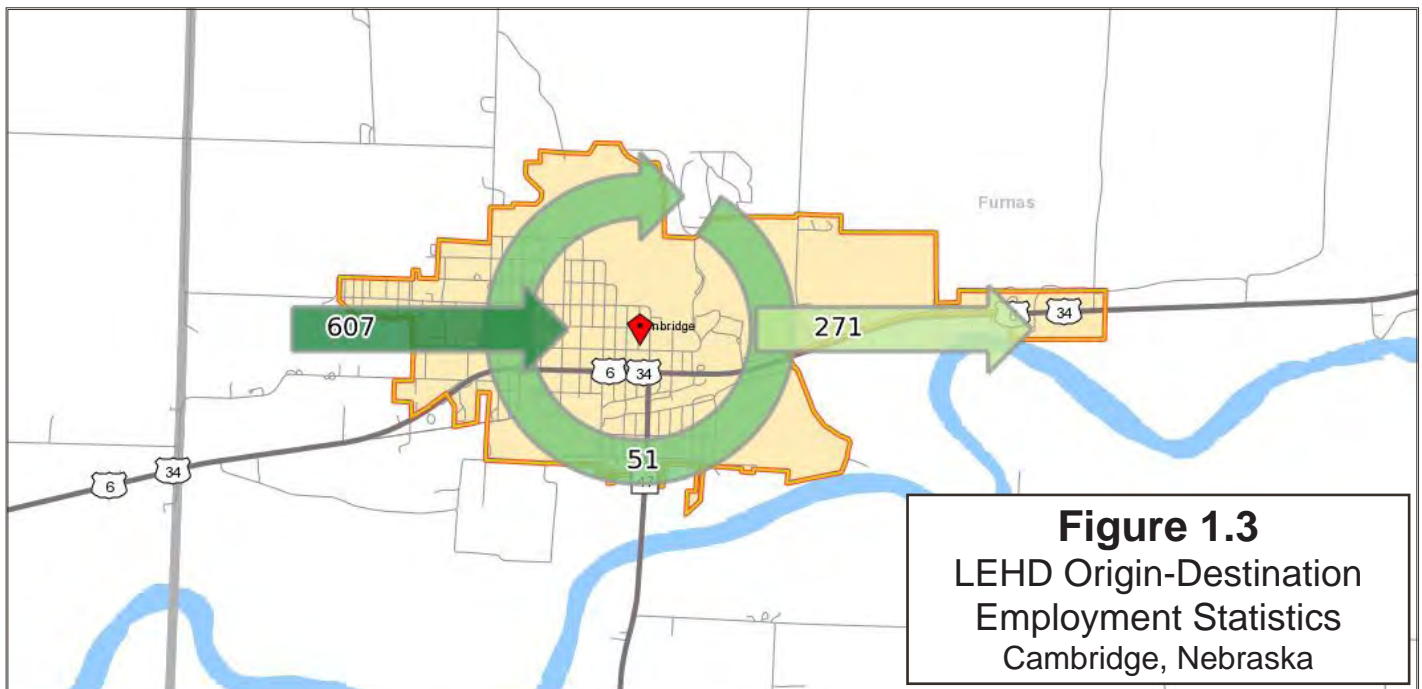 Furnas
607
271
34
6
34
51
34
6
Figure 1.3
LEHD Origin-Destination
Employment Statistics
Cambridge, Nebraska